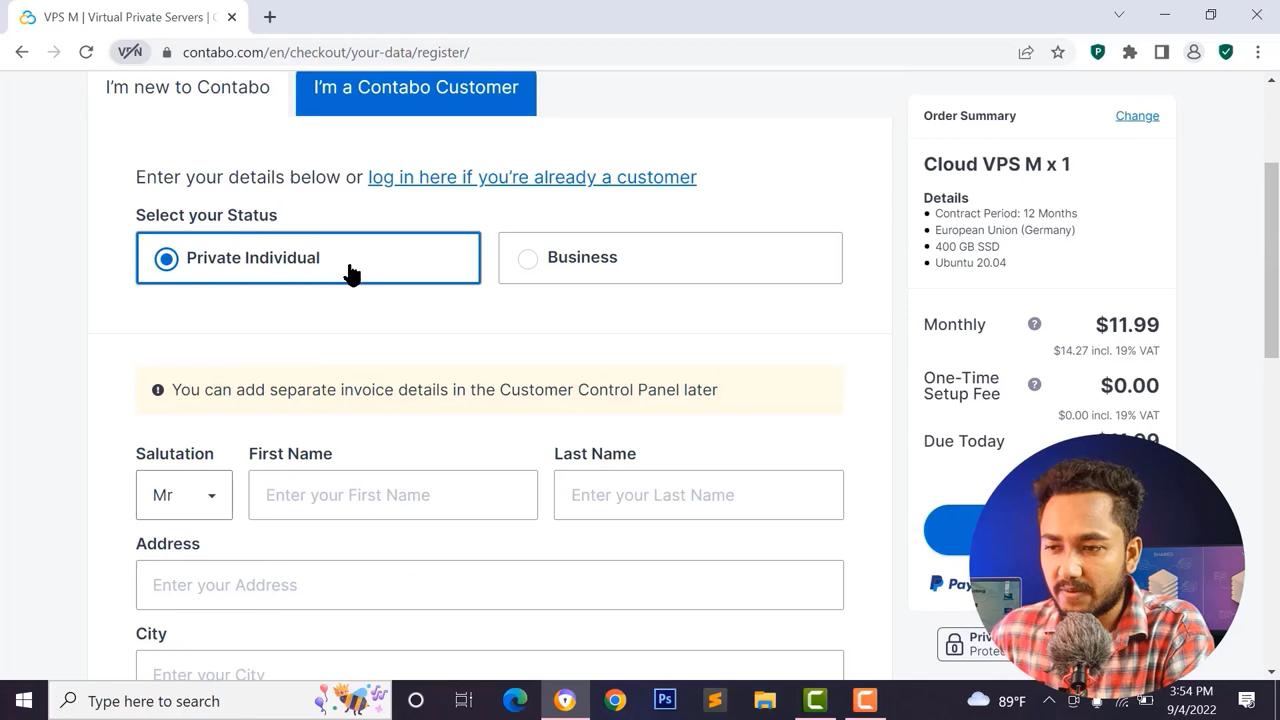 VPS M | Virtual Private Servers |
contabo.com/en/checkout/your-data/register/
I'm new to Contabo
I'm a Contabo Customer
Enter your details below or log in here if you're already a customer
Select your Status
Private Individual
Business
You can add separate invoice details in the Customer Control Panel later
Salutation
First Name
Last Name
Mr
Enter your First Name
Enter your Last Name
Address
Enter your Address
City
Enter your City
Order Summary
Change
Cloud VPS M x 1
Details
Contract Period: 12 Months
European Union (Germany)
400 GB SSD
Ubuntu 20.04
Monthly ? $11.99
$14.27 incl. 19% VAT
One-Time
Setup Fee ? $0.00
$0.00 incl. 19% VAT
Due Today
Type here to search
Ps
89°F
3:54 PM
9/4/2022